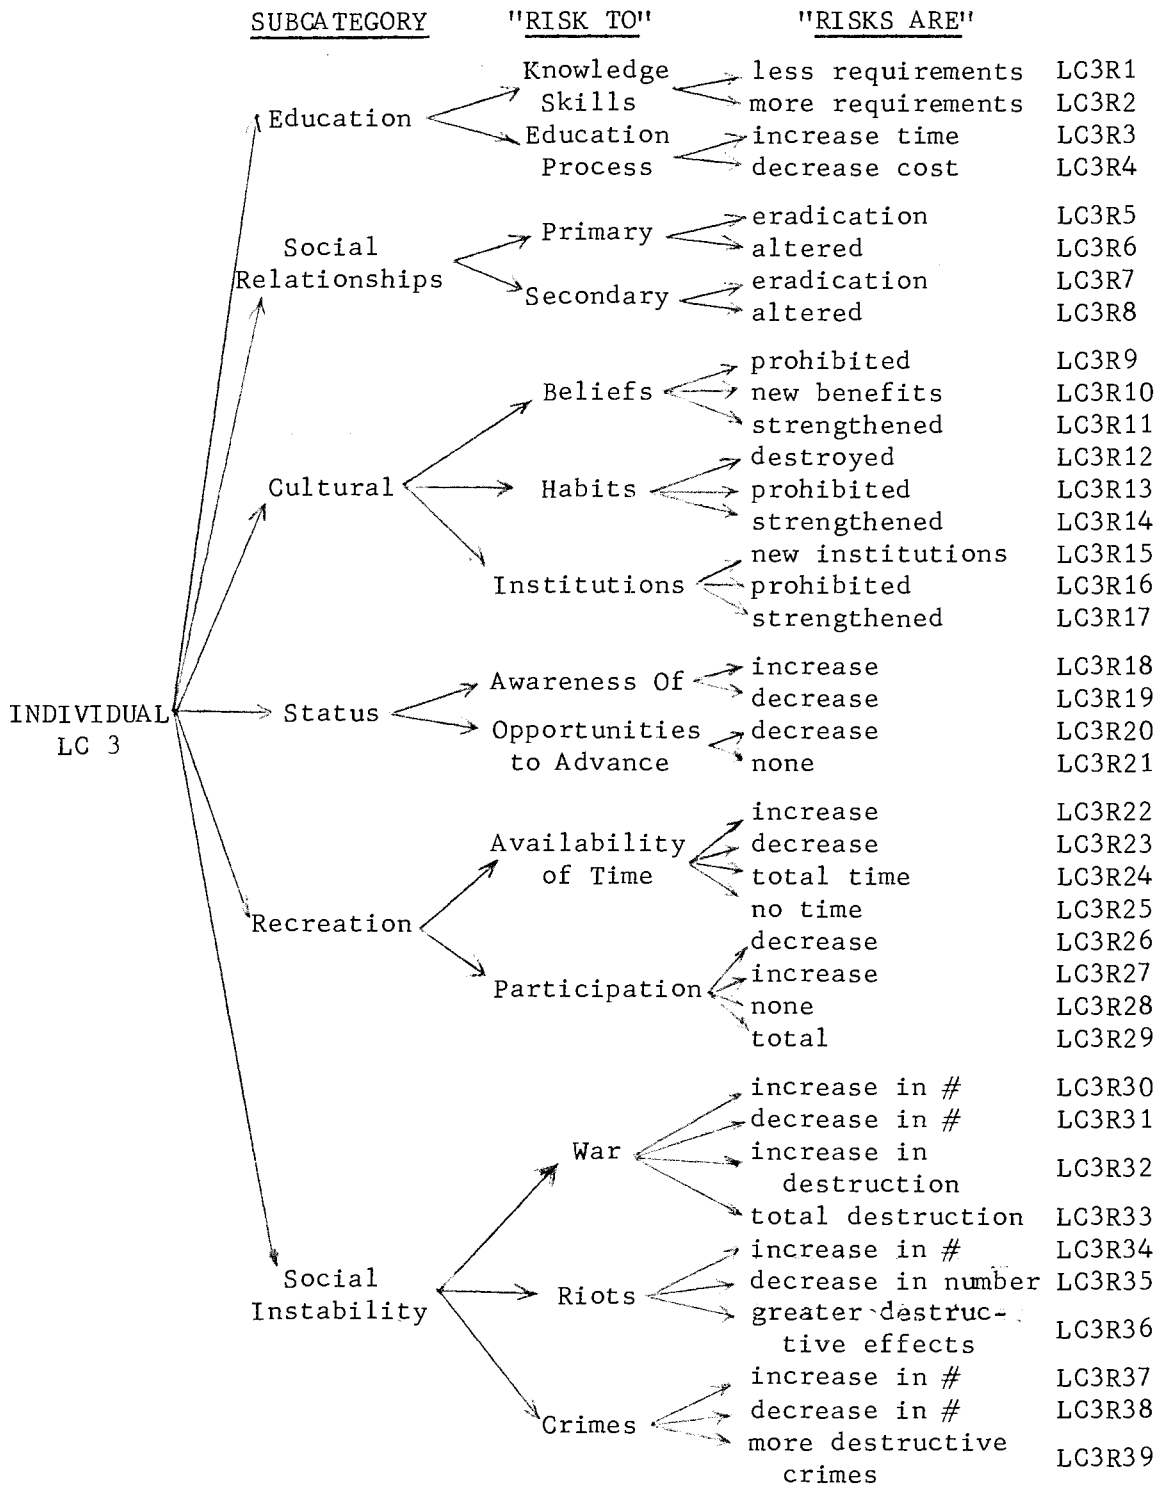 SUBCATEGORY "RISK TO" "RISKS ARE"
Knowledge less requirements LC3R1
Skills more requirements LC3R2
Education
Education increase time LC3R3
Process decrease cost LC3R4
eradication LC3R5
Primary
Social altered LC3R6
Relationships eradication LC3R7
Secondary
altered LC3R8
prohibited LC3R9
Beliefs new benefits LC3R10
strengthened LC3R11
destroyed LC3R12
Cultural Habits prohibited LC3R13
strengthened LC3R14
new institutions LC3R15
Institutions prohibited LC3R16
strengthened LC3R17
increase LC3R18
Awareness Of
decrease LC3R19
INDIVIDUAL Status
Opportunities decrease LC3R20
LC 3
to Advance none LC3R21
increase LC3R22
Availability decrease LC3R23
of Time total time LC3R24
no time LC3R25
Recreation
decrease LC3R26
increase LC3R27
Participation
none LC3R28
total LC3R29
increase in # LC3R30
decrease in # LC3R31
War increase in
destruction LC3R32
total destruction LC3R33
increase in # LC3R34
Social decrease in number LC3R35
Riots
Instability greater destruc-
tive effects LC3R36
increase in # LC3R37
decrease in # LC3R38
Crimes
more destructive
crimes LC3R39